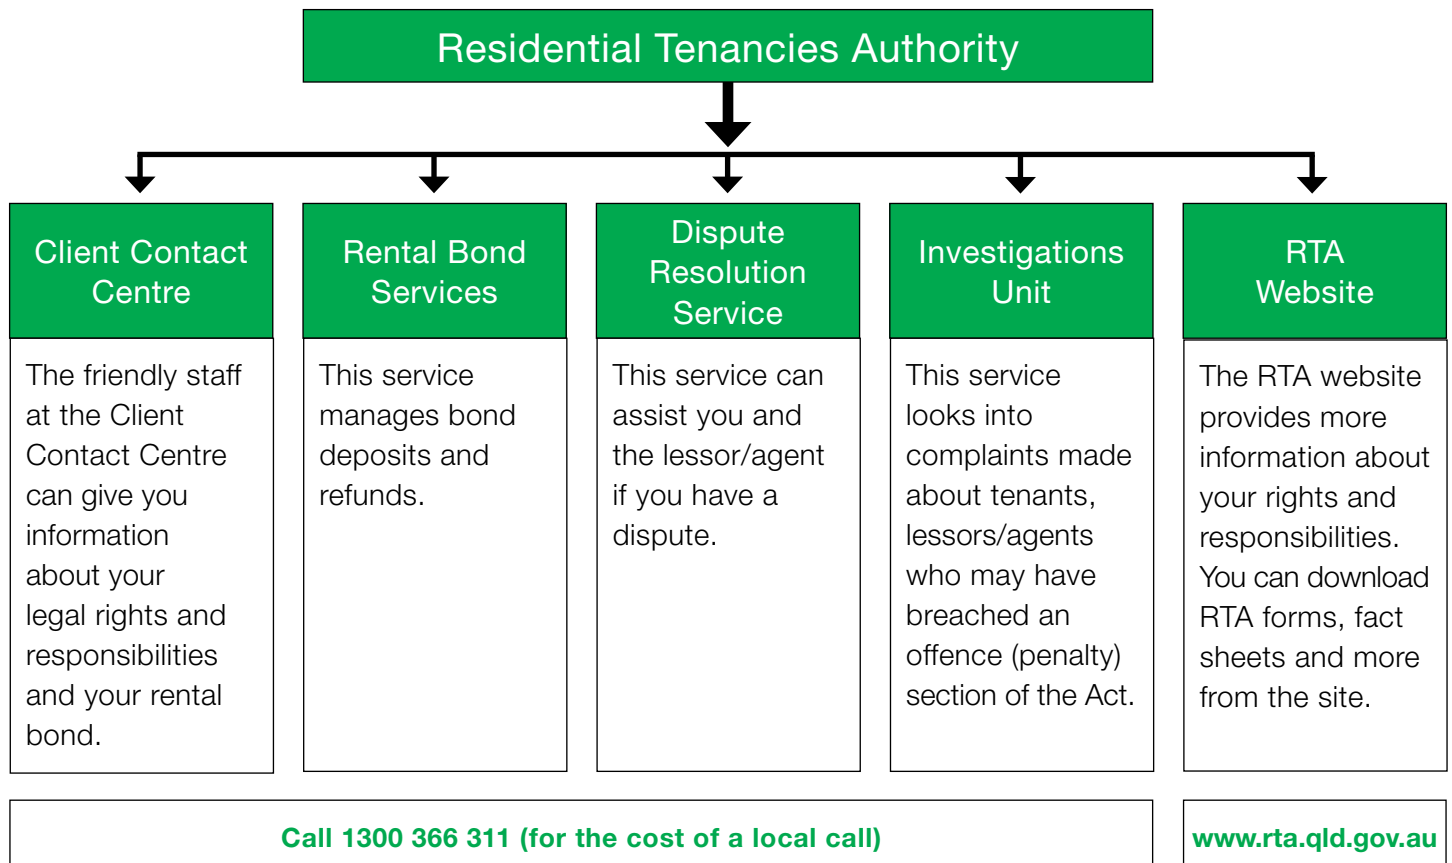 Residential Tenancies Authority
Client Contact
Centre
The friendly staff
at the Client
Contact Centre
can give you
information
about your
legal rights and
responsibilities
and your rental
bond.
Rental Bond
Services
This service
manages bond
deposits and
refunds.
Dispute
Resolution
Service
This service can
assist you and
the lessor/agent
if you have a
dispute.
Investigations
Unit
This service
looks into
complaints made
about tenants,
lessors/agents
who may have
breached an
offence (penalty)
section of the Act.
RTA
Website
The RTA website
provides more
information about
your rights and
responsibilities.
You can download
RTA forms, fact
sheets and more
from the site.
Call 1300 366 311 (for the cost of a local call)
www.rta.qld.gov.au